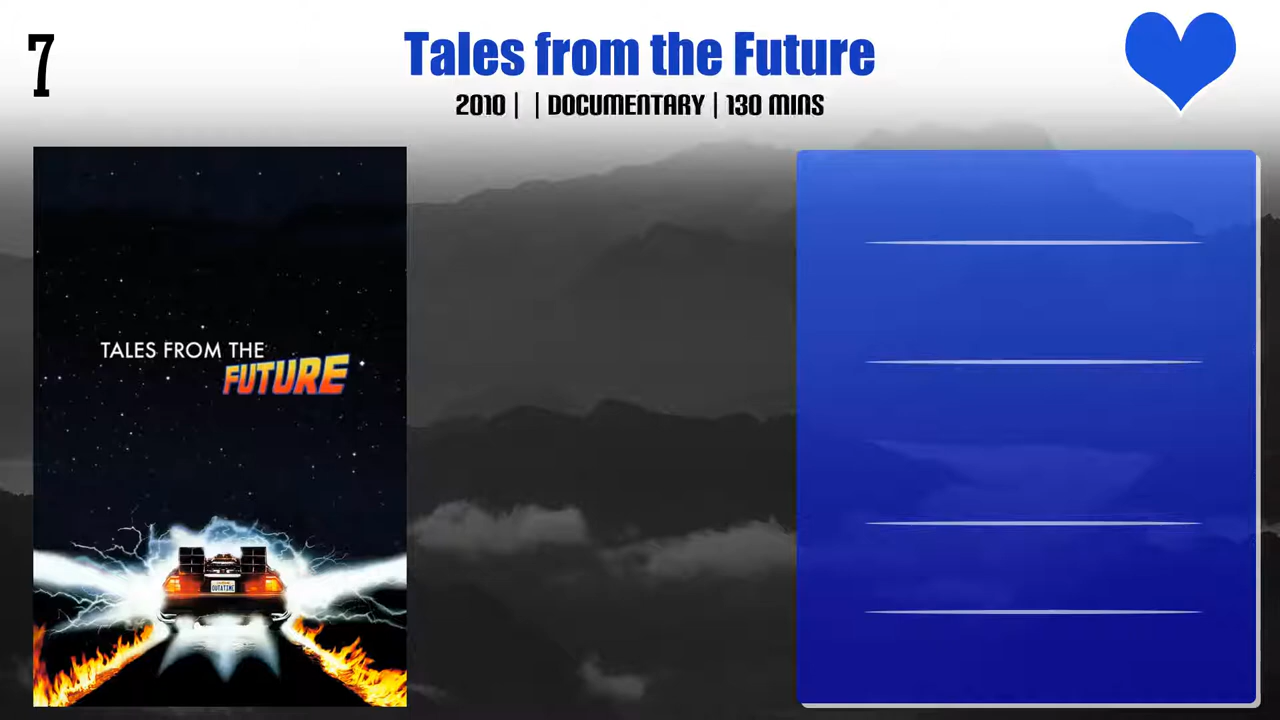 7
Tales from the Future
2010 | | DOCUMENTARY | 130 MINS
TALES FROM THE
FUTURE
OUTATIME